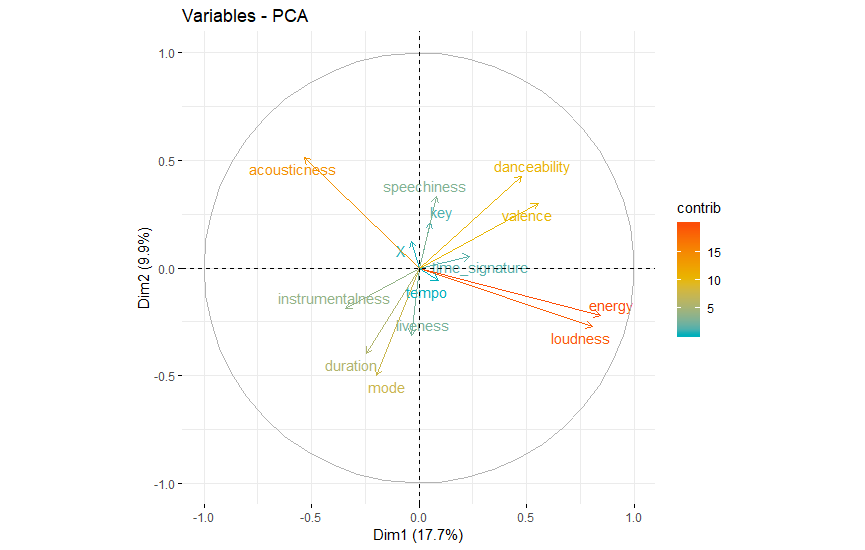 Variables - PCA
1.0
0.5
0.0
-0.5
-1.0
Dim2 (9.9%)
acousticness
speechiness
danceability
key
valence
X
time_signature
tempo
instrumentalness
energy
liveness
loudness
duration
mode
-1.0
-0.5
0.0
0.5
1.0
Dim1 (17.7%)
contrib
15
10
5